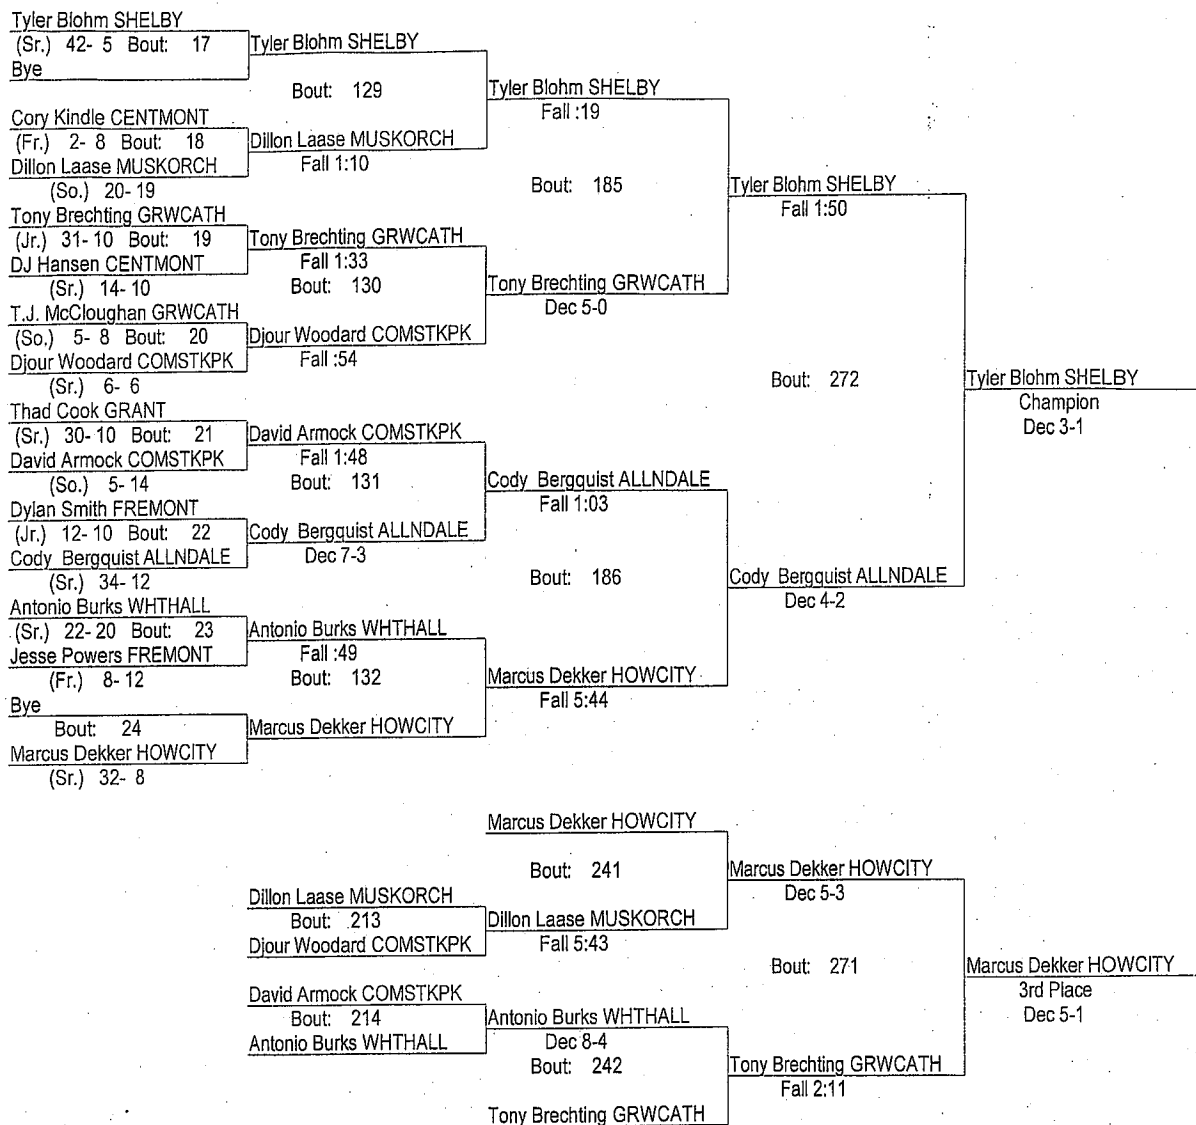 Tyler Blohm SHELBY
(Sr.) 42- 5 Bout: 17
Bye
Tyler Blohm SHELBY
Bout: 129
Cory Kindle CENTMONT
(Fr.) 2- 8 Bout: 18
Dillon Laase MUSKORCH
(So.) 20- 19
Dillon Laase MUSKORCH
Fall 1:10
Tyler Blohm SHELBY
Fall :19
Bout: 185
Tony Brechting GRWCATH
(Jr.) 31- 10 Bout: 19
DJ Hansen CENTMONT
(Sr.) 14- 10
Tony Brechting GRWCATH
Fall 1:33
Bout: 130
T.J. McCloughan GRWCATH
(So.) 5- 8 Bout: 20
Djour Woodard COMSTKPK
(Sr.) 6- 6
Djour Woodard COMSTKPK
Fall :54
Tony Brechting GRWCATH
Dec 5-0
Tyler Blohm SHELBY
Fall 1:50
Bout: 272
Thad Cook GRANT
(Sr.) 30- 10 Bout: 21
David Armock COMSTKPK
(So.) 5- 14
David Armock COMSTKPK
Fall 1:48
Bout: 131
Dylan Smith FREMONT
(Jr.) 12- 10 Bout: 22
Cody Bergquist ALLNDALE
(Sr.) 34- 12
Cody Bergquist ALLNDALE
Dec 7-3
Cody Bergquist ALLNDALE
Fall 1:03
Bout: 186
Antonio Burks WHTHALL
(Sr.) 22- 20 Bout: 23
Jesse Powers FREMONT
(Fr.) 8- 12
Antonio Burks WHTHALL
Fall :49
Bout: 132
Bye
Bout: 24
Marcus Dekker HOWCITY
(Sr.) 32- 8
Marcus Dekker HOWCITY
Marcus Dekker HOWCITY
Fall 5:44
Cody Bergquist ALLNDALE
Dec 4-2
Tyler Blohm SHELBY
Champion
Dec 3-1
Marcus Dekker HOWCITY
Bout: 241
Dillon Laase MUSKORCH
Bout: 213
Djour Woodard COMSTKPK
Dillon Laase MUSKORCH
Fall 5:43
Marcus Dekker HOWCITY
Dec 5-3
Bout: 271
David Armock COMSTKPK
Bout: 214
Antonio Burks WHTHALL
Antonio Burks WHTHALL
Dec 8-4
Bout: 242
Tony Brechting GRWCATH
Tony Brechting GRWCATH
Fall 2:11
Marcus Dekker HOWCITY
3rd Place
Dec 5-1